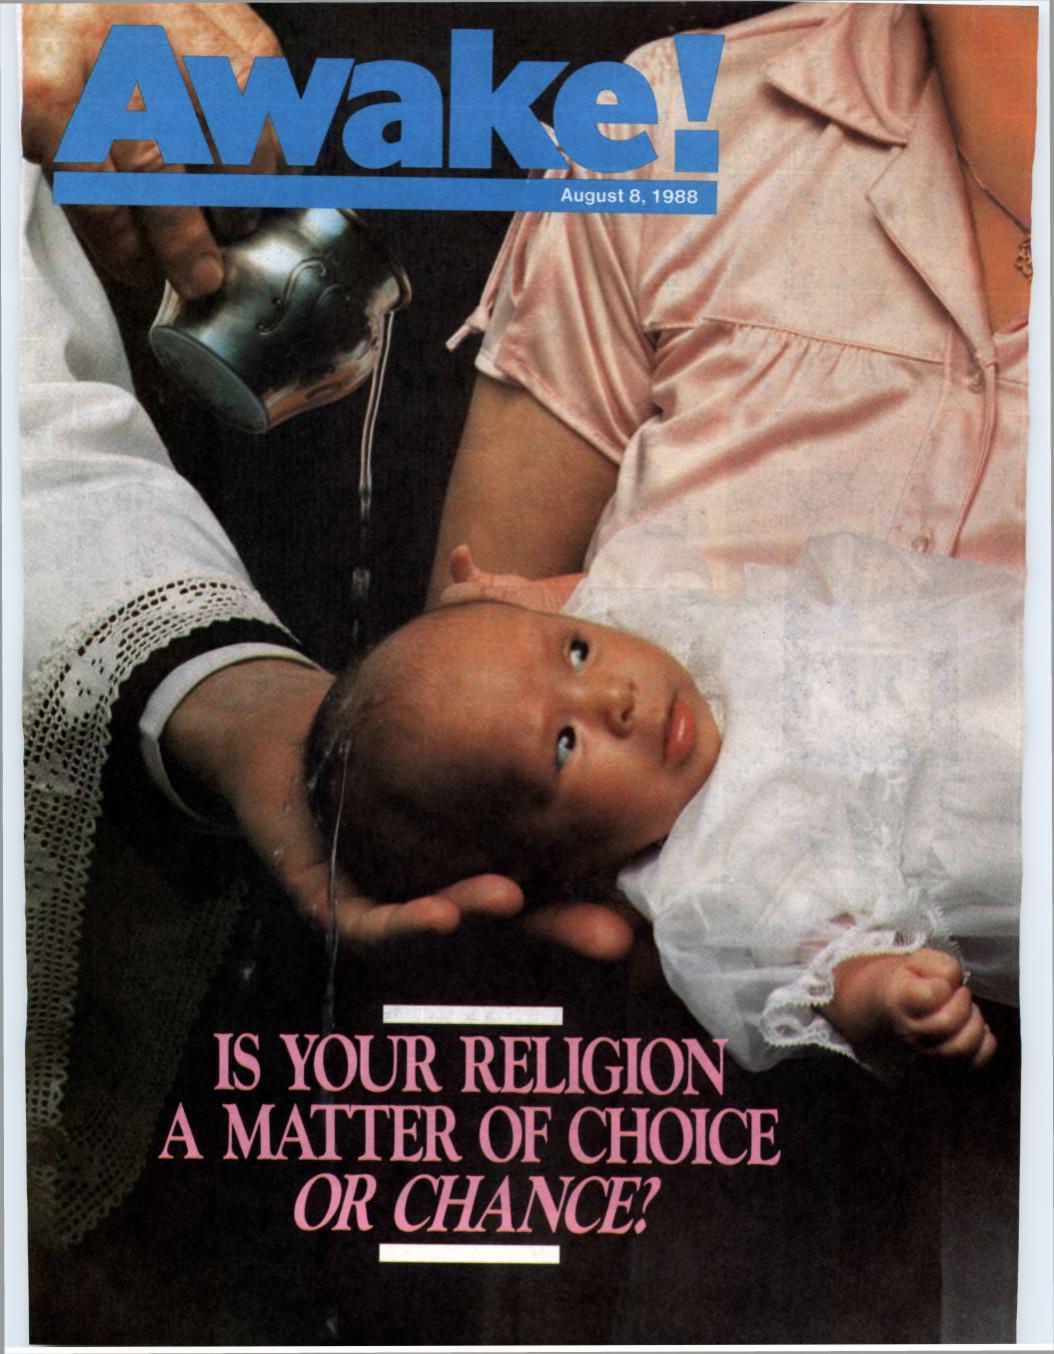 Awake!
August 8, 1988
IS YOUR RELIGION
A MATTER OF CHOICE
OR CHANCE?